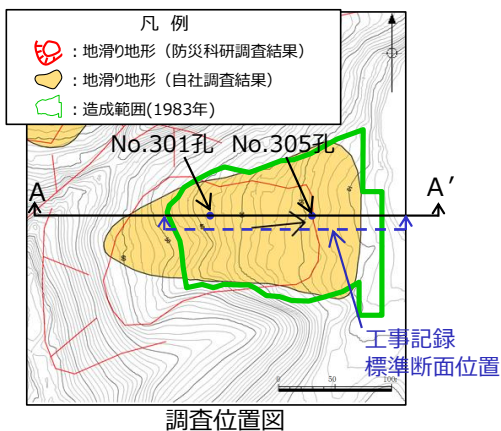 凡 例
：地滑り地形（防災科研調査結果）
：地滑り地形（自社調査結果）
：造成範囲(1983年)
No.301孔 No.305孔
A A′
工事記録
標準断面位置
0 50 100m
調査位置図